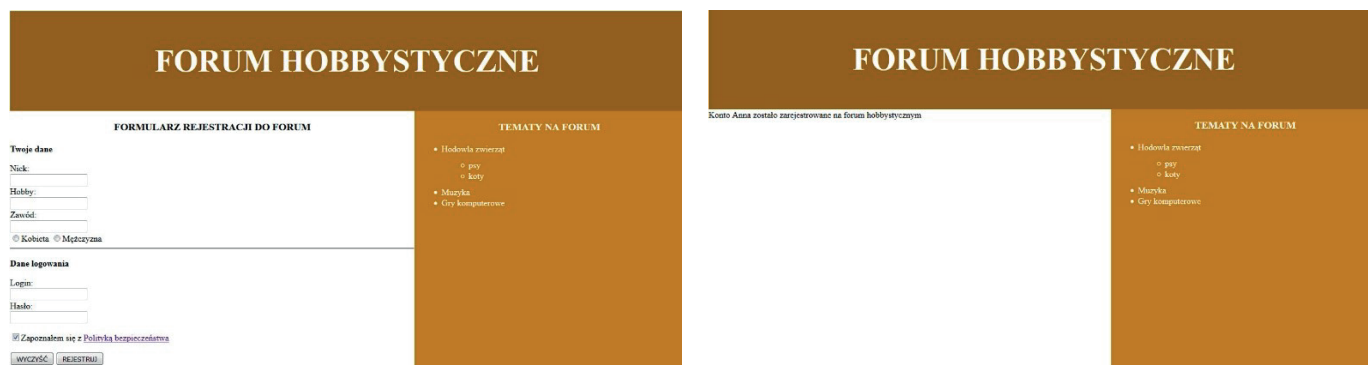 FORUM HOBBYSTYCZNE
FORMULARZ REJESTRACJI DO FORUM
Twoje dane
Nick:
Hobby:
Zawód:
Kobieta Mężczyzna
Dane logowania
Login:
Hasło:
Zapoznałem się z Polityką bezpieczeństwa
WYCZYŚĆ REJESTRUJ
TEMATY NA FORUM
Hodowla zwierząt
psy
koty
Muzyka
Gry komputerowe
FORUM HOBBYSTYCZNE
Konto Anna zostało zarejestrowane na forum hobbystycznym
TEMATY NA FORUM
Hodowla zwierząt
psy
koty
Muzyka
Gry komputerowe